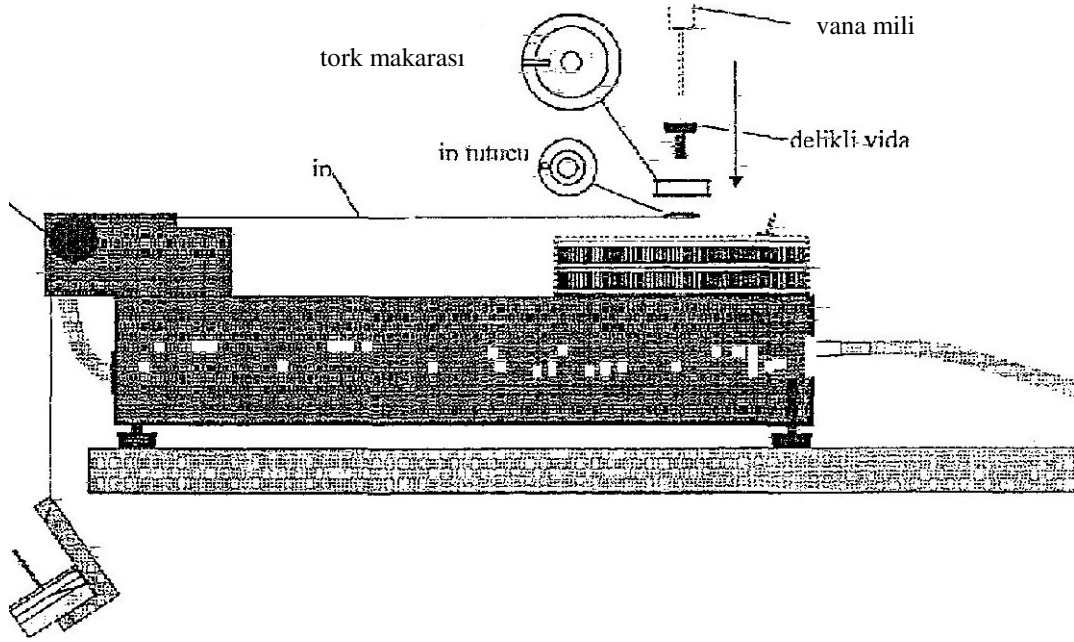 vana mili
tork makarası
delikli vida
ip tutucu
ip